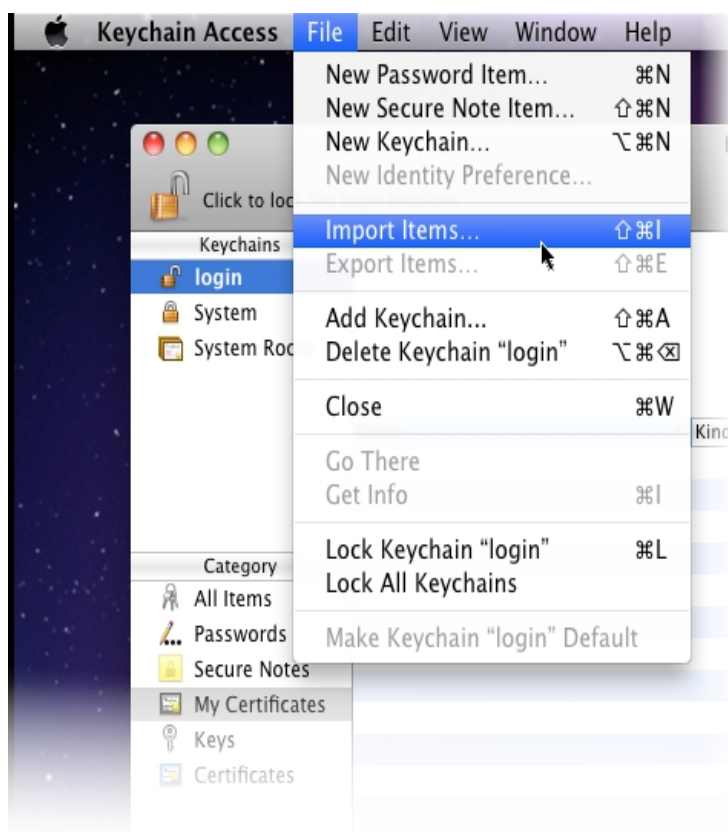 Keychain Access File Edit View Window Help
New Password Item... ⌘N
New Secure Note Item... ⇧⌘N
New Keychain... ⌥⌘N
New Identity Preference...
Click to loc
Import Items... ⇧⌘I
Export Items... ⇧⌘E
Add Keychain... ⇧⌘A
Delete Keychain “login” ⌥⌘⌫
Close ⌘W
Go There
Get Info ⌘I
Lock Keychain “login” ⌘L
Lock All Keychains
Make Keychain “login” Default
Keychains
login
System
System Roo
Kind
Category
All Items
Passwords
Secure Notes
My Certificates
Keys
Certificates